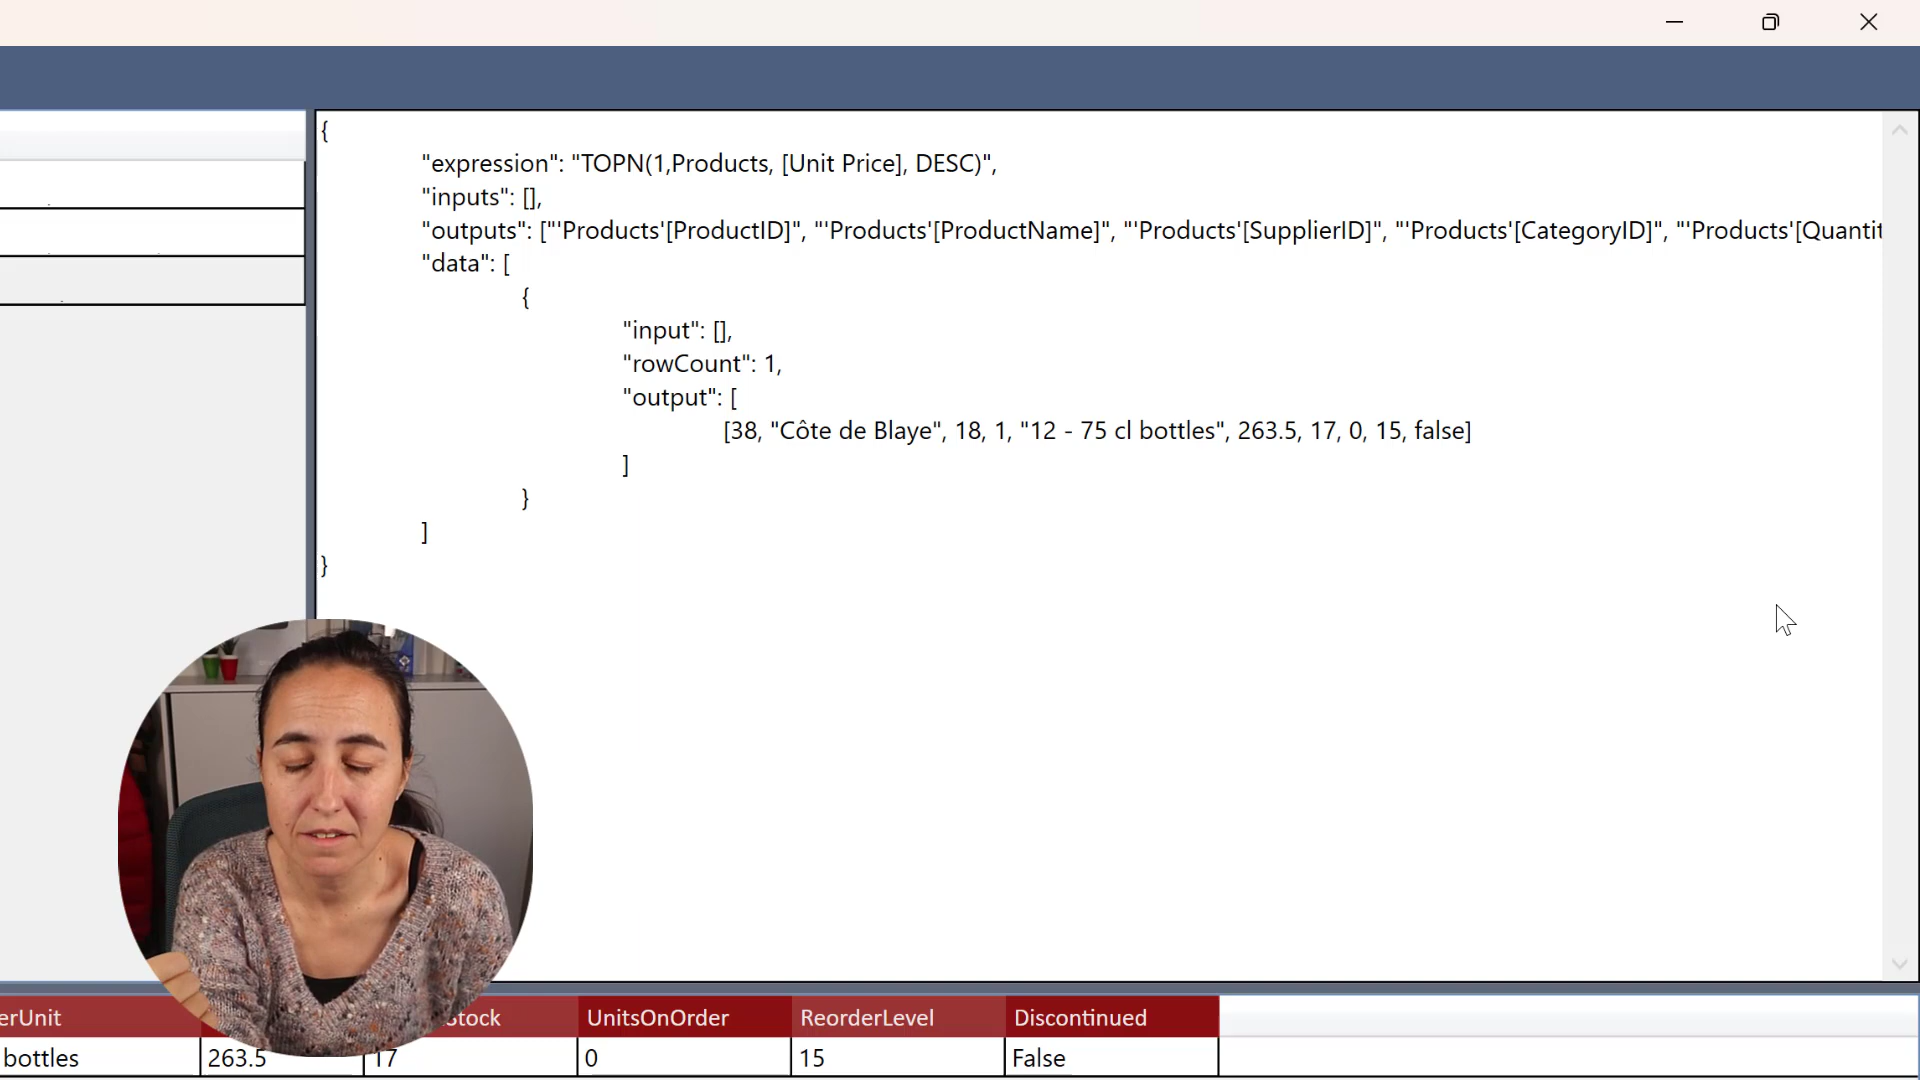 {
"expression": "TOPN(1,Products, [Unit Price], DESC)",
"inputs": [],
"outputs": ["'Products'[ProductID]", "'Products'[ProductName]", "'Products'[SupplierID]", "'Products'[CategoryID]", "'Products'[Quantit
"data": [
{
"input": [],
"rowCount": 1,
"output": [
[38, "Côte de Blaye", 18, 1, "12 - 75 cl bottles", 263.5, 17, 0, 15, false]
]
}
]
}
erUnit Stock UnitsOnOrder ReorderLevel Discontinued
bottles 263.5 17 0 15 False